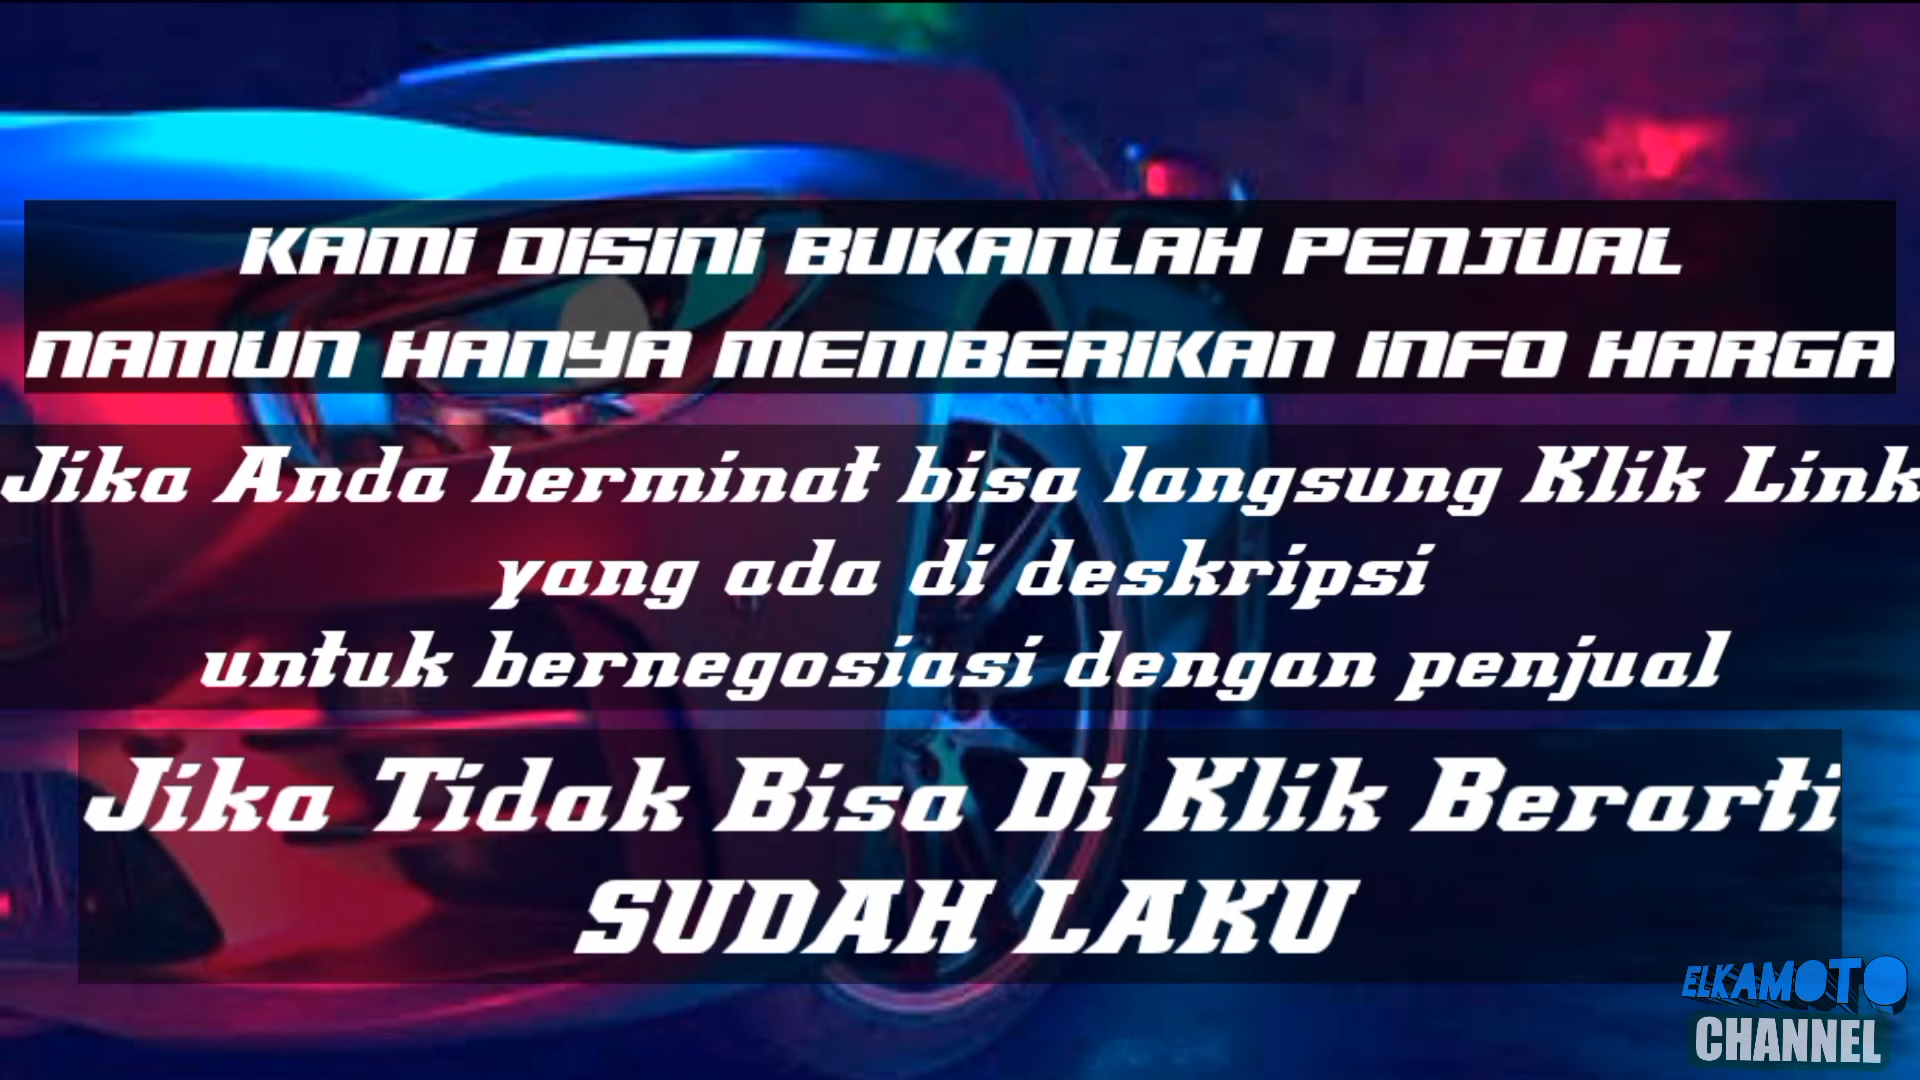 KAMI DISINI BUKANLAH PENJUAL
NAMUN HANYA MEMBERIKAN INFO HARGA
Jika Anda berminat bisa langsung Klik Link
yang ada di deskripsi
untuk bernegosiasi dengan penjual
Jika Tidak Bisa Di Klik Berarti
SUDAH LAKU
ELKAMOTO
CHANNEL